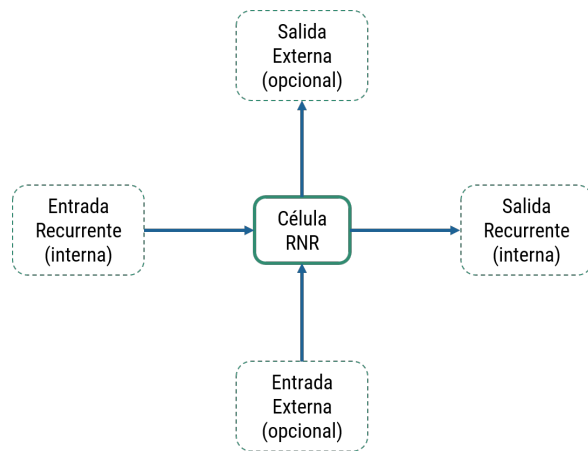 Salida
Externa
(opcional)
Entrada
Recurrente
(interna)
Célula
RNR
Salida
Recurrente
(interna)
Entrada
Externa
(opcional)